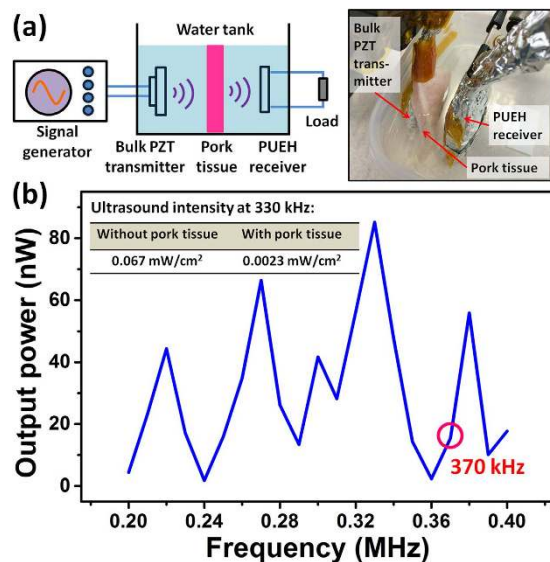 (a)
Water tank
Signal
generator
Bulk PZT
transmitter
Pork
tissue
PUEH
receiver
Load
Bulk
PZT
trans-
mitter
PUEH
receiver
Pork tissue
(b)
Ultrasound intensity at 330 kHz:
Without pork tissue With pork tissue
0.067 mW/cm² 0.0023 mW/cm²
Output power (nW)
80
60
40
20
0
370 kHz
0.20 0.24 0.28 0.32 0.36 0.40
Frequency (MHz)